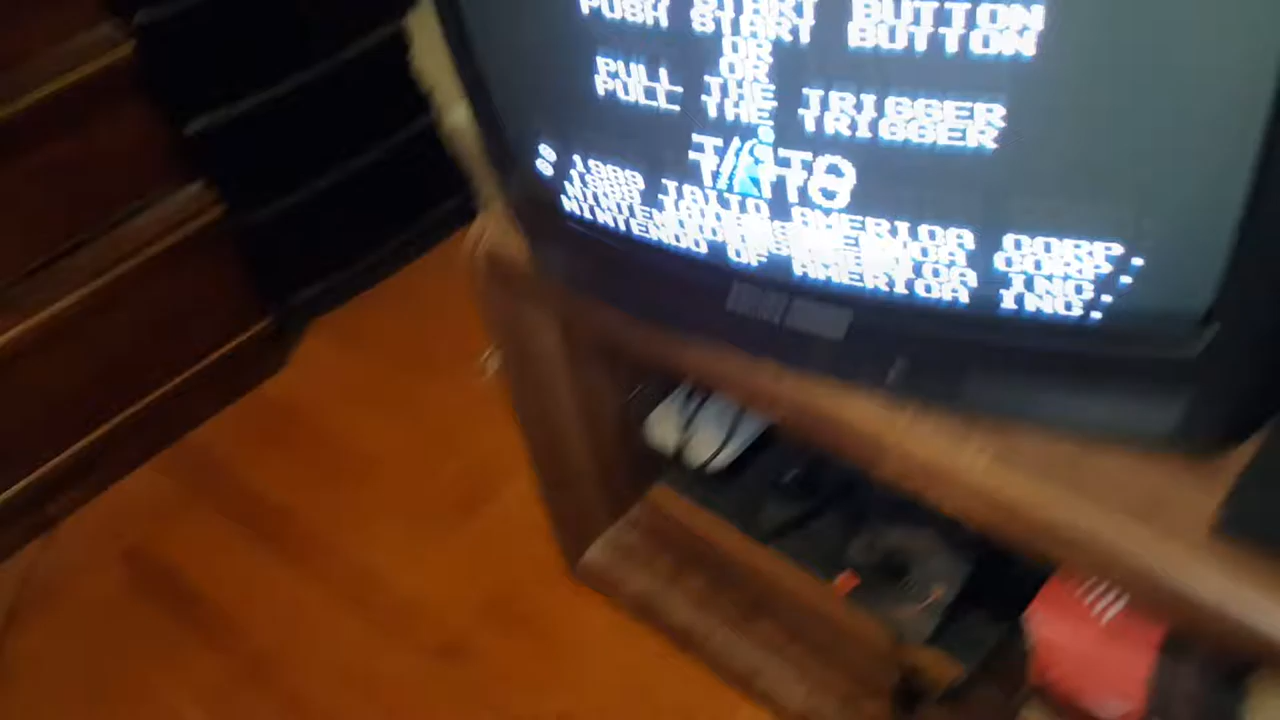 PUSH START BUTTON
OR
PULL THE TRIGGER
TAITO
© 1989 TAITO AMERICA CORP.
NINTENDO OF AMERICA INC.